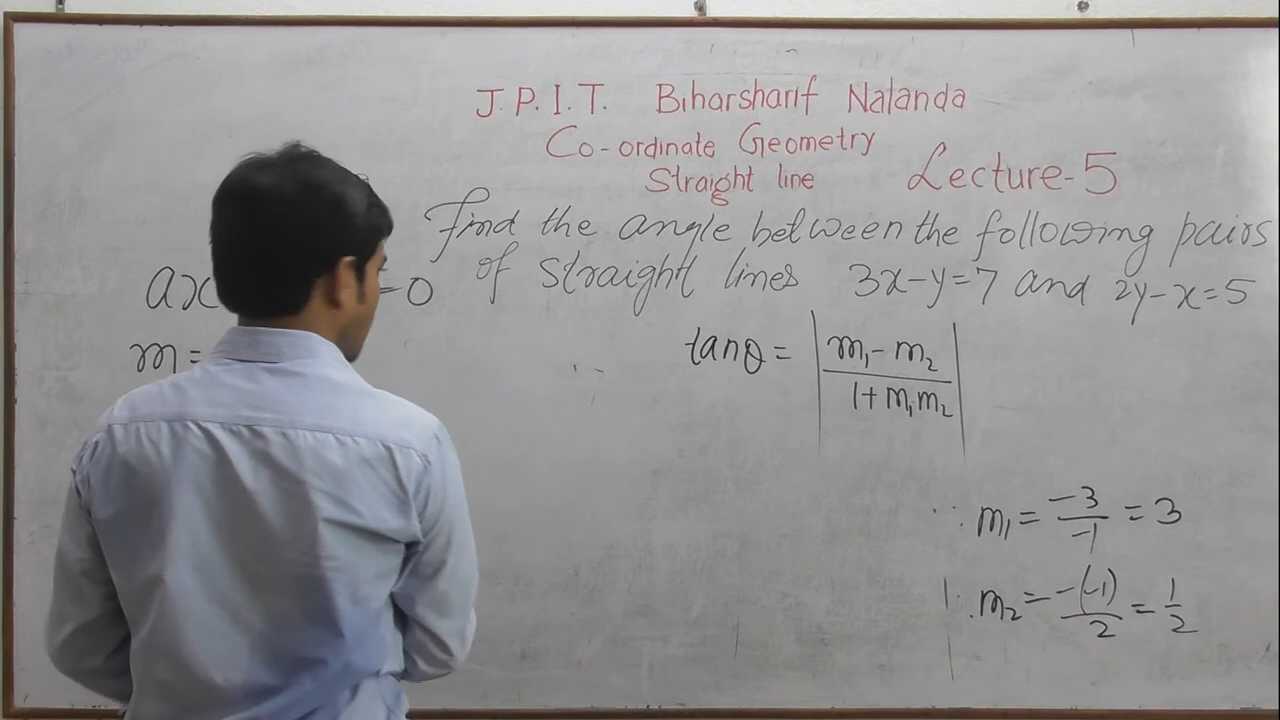 J.P.I.T. Biharsharif Nalanda
Co-ordinate Geometry
Straight line Lecture-5
Find the angle between the following pairs
of straight lines 3x-y=7 and 2y-x=5
ax =0
m=
tanθ = |m₁-m₂ / 1+m₁m₂|
∵ m₁ = -3/-1 = 3
m₂ = -(-1)/2 = 1/2